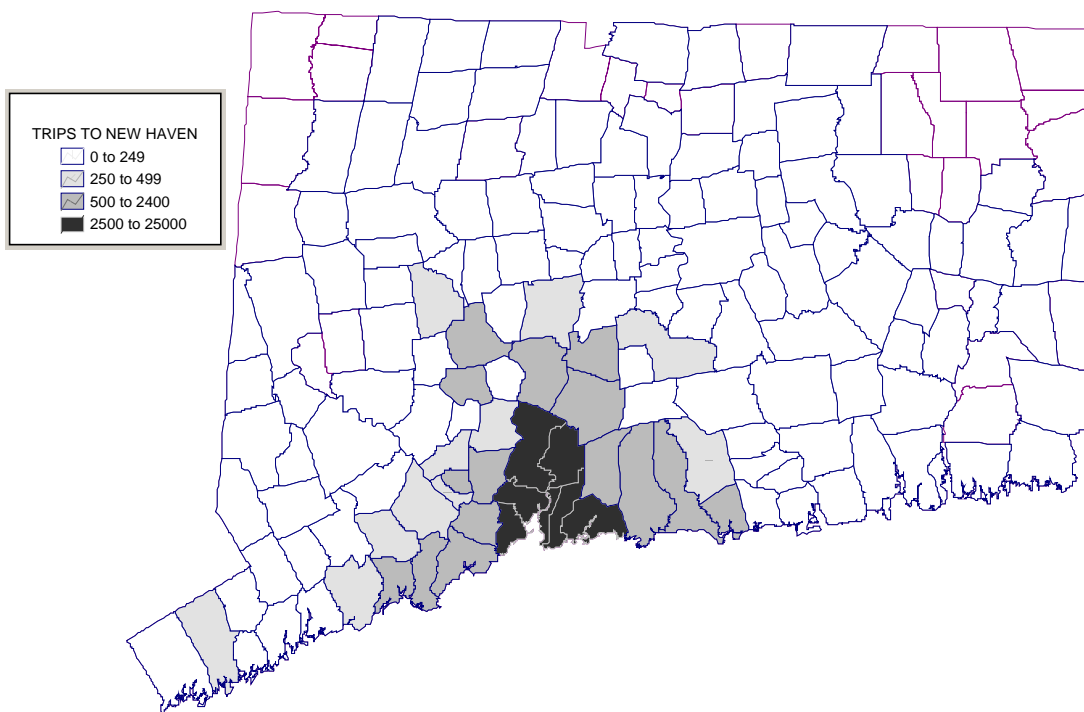 TRIPS TO NEW HAVEN
0 to 249
250 to 499
500 to 2400
2500 to 25000